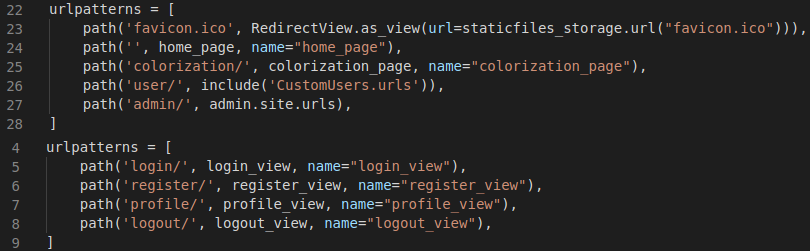 22 urlpatterns = [
23     path('favicon.ico', RedirectView.as_view(url=staticfiles_storage.url("favicon.ico"))),
24     path('', home_page, name="home_page"),
25     path('colorization/', colorization_page, name="colorization_page"),
26     path('user/', include('CustomUsers.urls')),
27     path('admin/', admin.site.urls),
28 ]
4 urlpatterns = [
5     path('login/', login_view, name="login_view"),
6     path('register/', register_view, name="register_view"),
7     path('profile/', profile_view, name="profile_view"),
8     path('logout/', logout_view, name="logout_view"),
9 ]